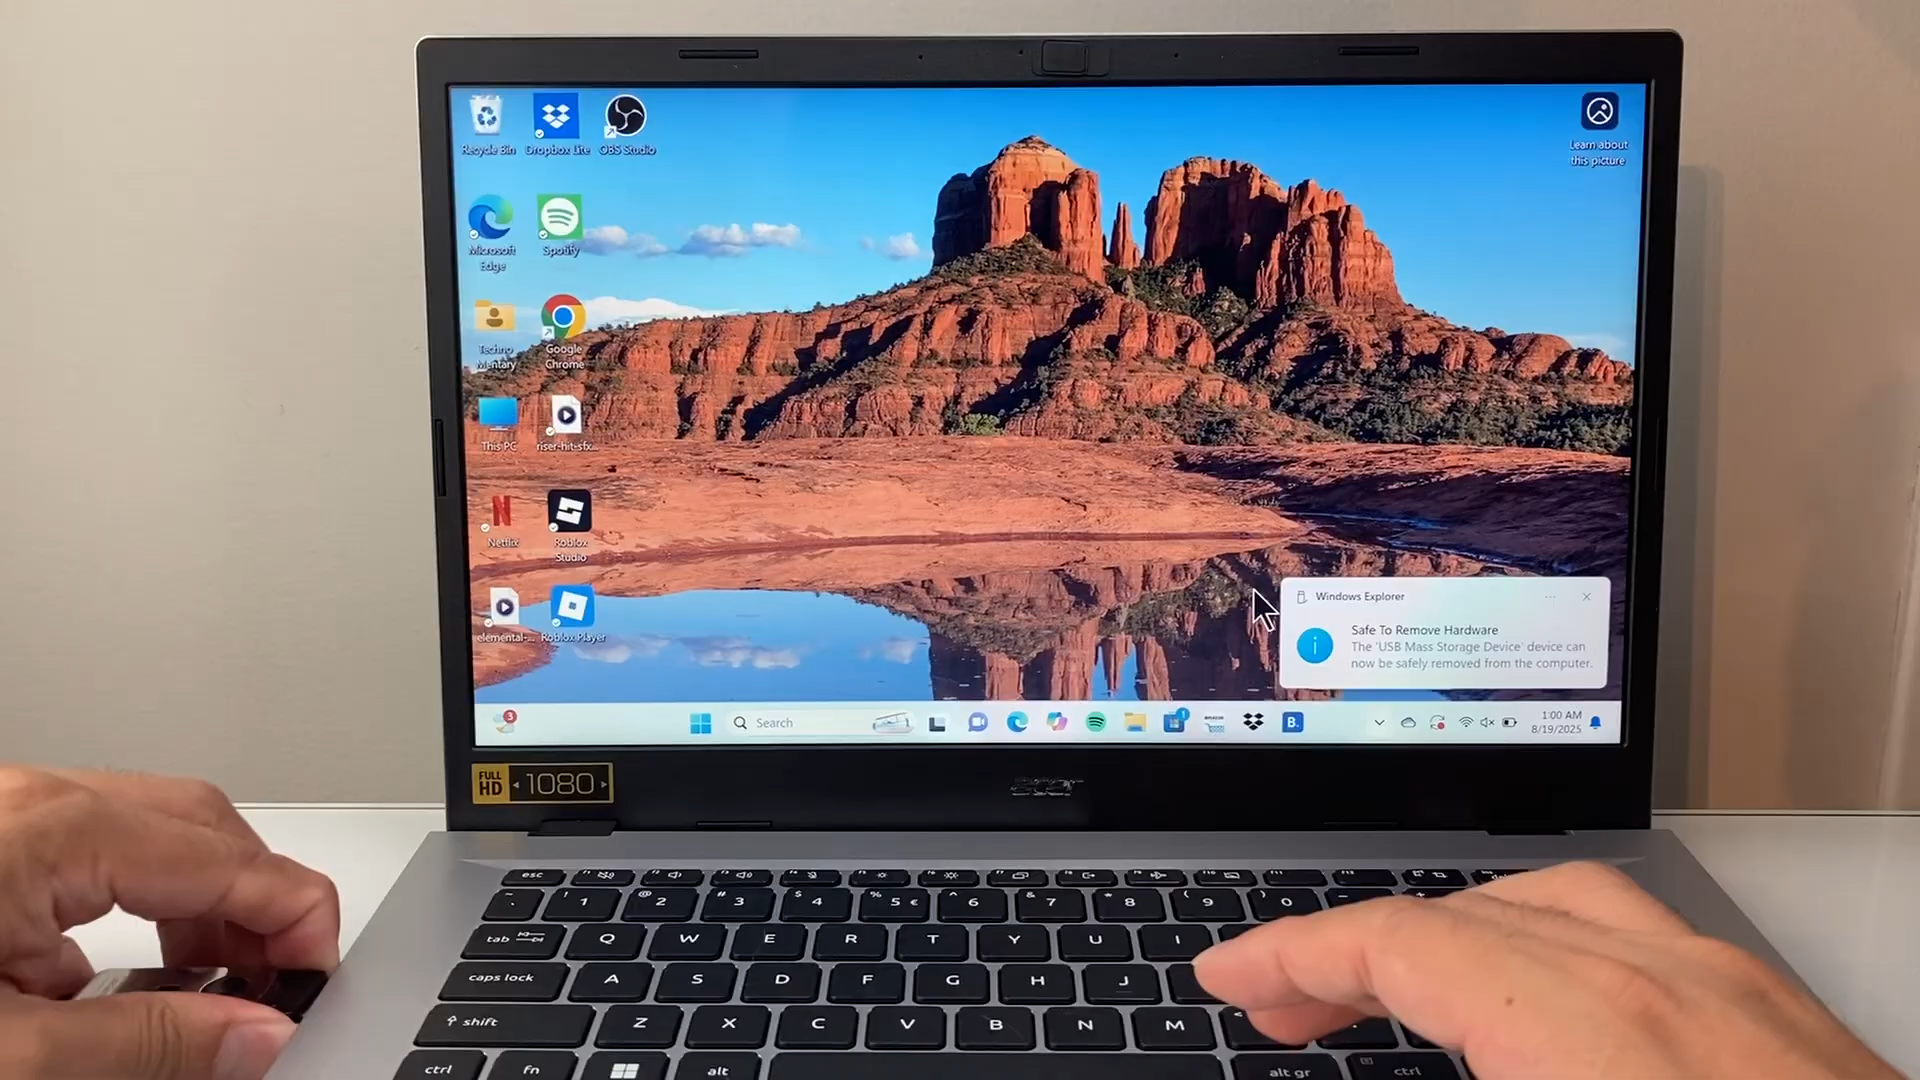 Recycle Bin
Dropbox Lite
OBS Studio
Learn about
this picture
Microsoft
Edge
Spotify
Techno
Mentary
Google
Chrome
This PC
riser-hit-sfx...
Netflix
Roblox
Studio
elemental-...
Roblox Player
Windows Explorer
Safe To Remove Hardware
The 'USB Mass Storage Device' device can
now be safely removed from the computer.
3
Search
1
B.
1:00 AM
8/19/2025
FULL HD 1080
acer
esc
1 2 3 4 5 € 6 7 8 9 0
tab Q W E R T Y U I
caps lock A S D F G H J
shift Z X C V B N M
ctrl fn alt alt gr ctrl